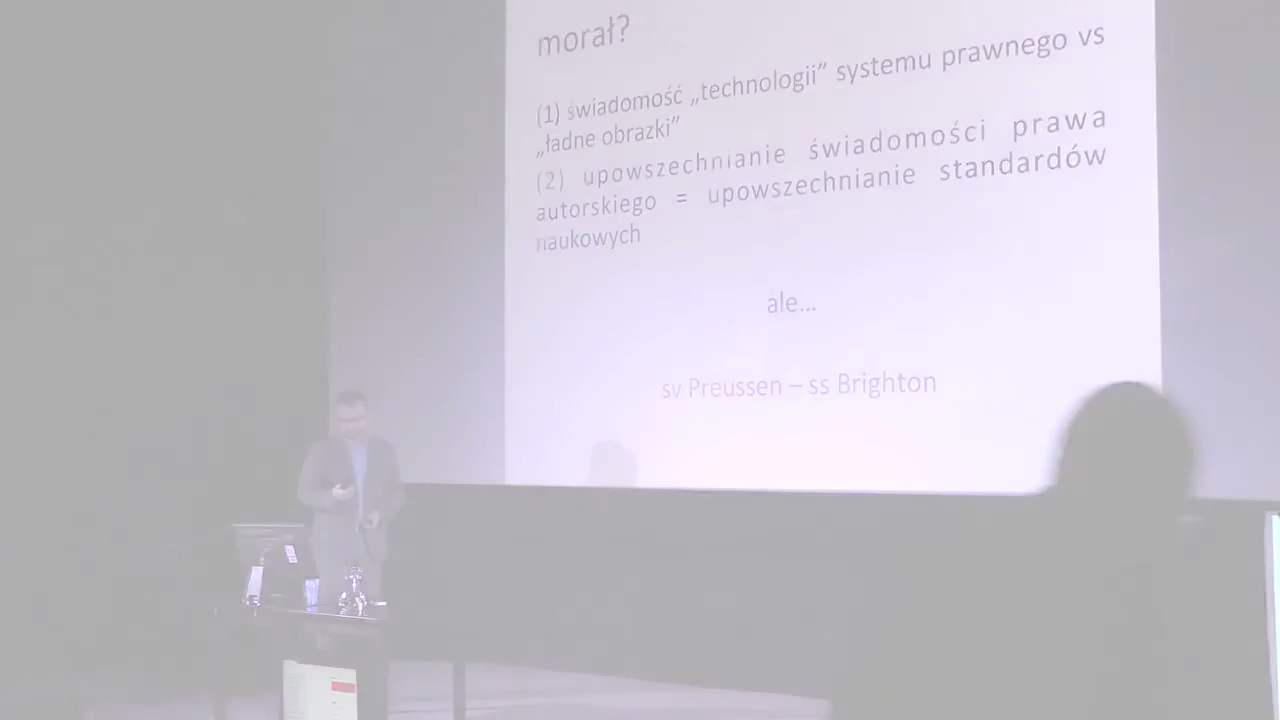 morał?
(1) świadomość „technologii” systemu prawnego vs
„ładne obrazki”
(2) upowszechnianie świadomości prawa
autorskiego = upowszechnianie standardów
naukowych
ale...
sv Preussen – ss Brighton